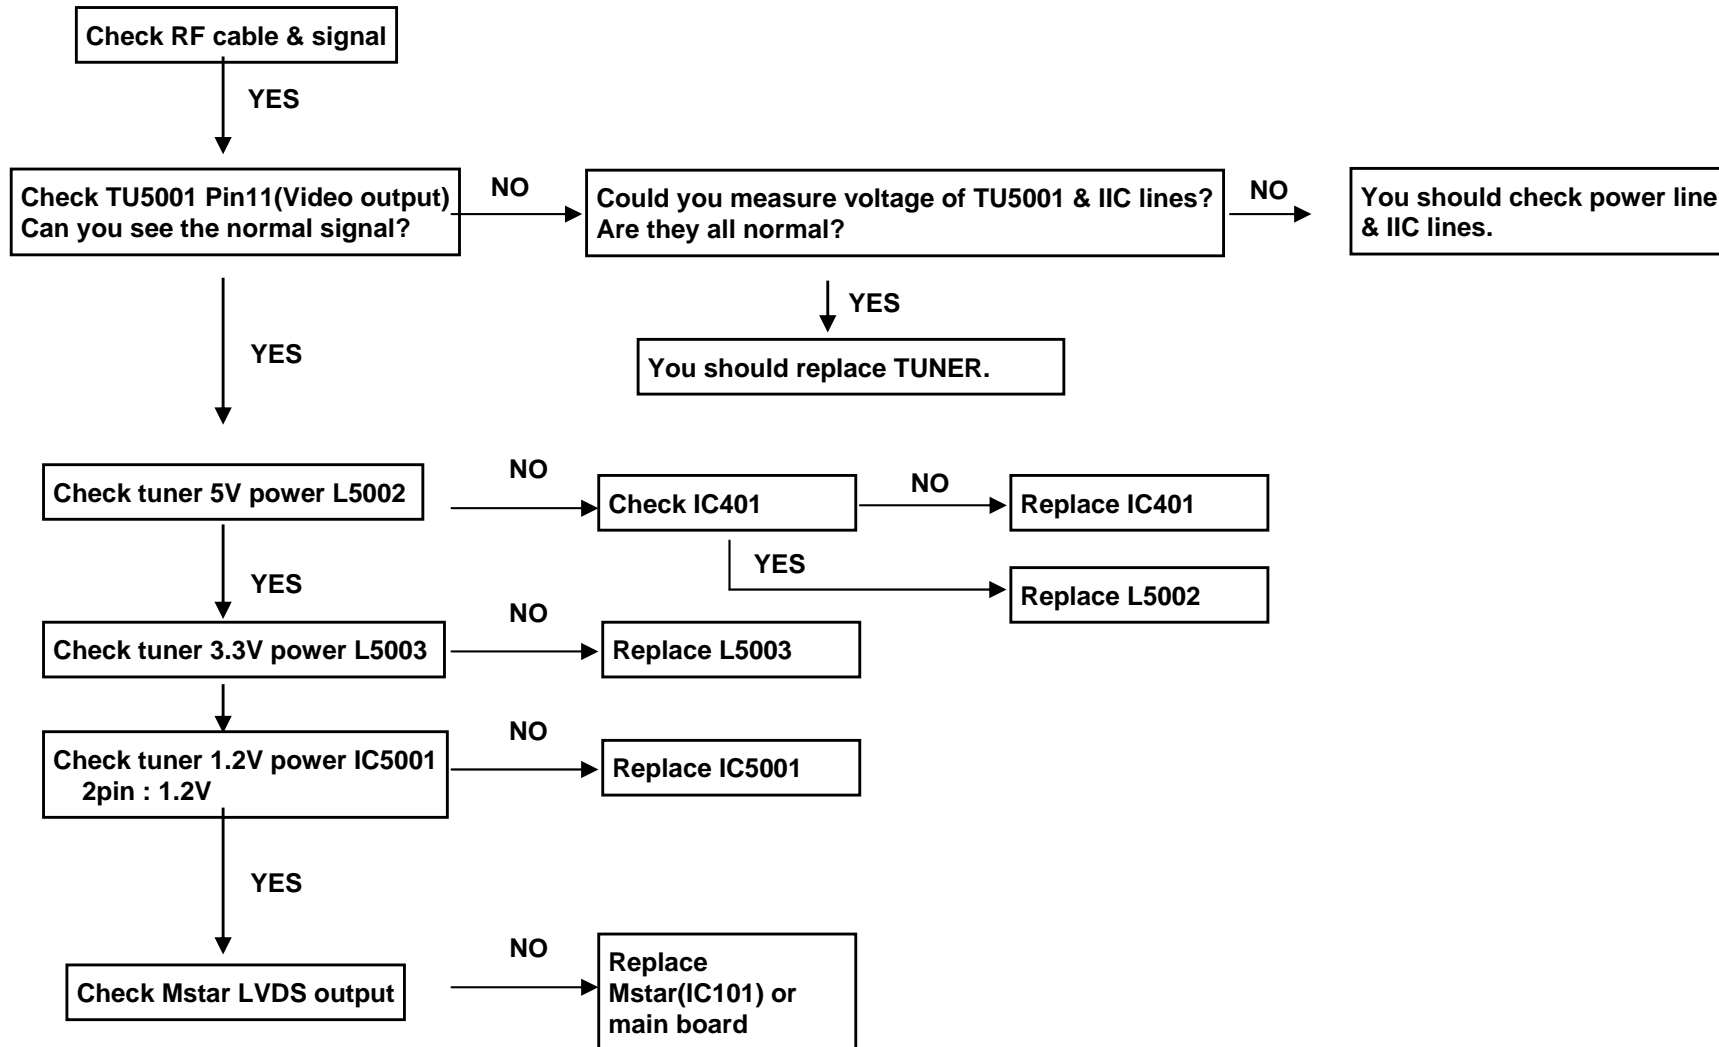 Check RF cable & signal
YES
Check TU5001 Pin11(Video output)
Can you see the normal signal?
NO
Could you measure voltage of TU5001 & IIC lines?
Are they all normal?
NO
You should check power line
& IIC lines.
YES
You should replace TUNER.
YES
Check tuner 5V power L5002
NO
Check IC401
NO
Replace IC401
YES
Replace L5002
YES
Check tuner 3.3V power L5003
NO
Replace L5003
Check tuner 1.2V power IC5001
2pin : 1.2V
NO
Replace IC5001
YES
Check Mstar LVDS output
NO
Replace
Mstar(IC101) or
main board